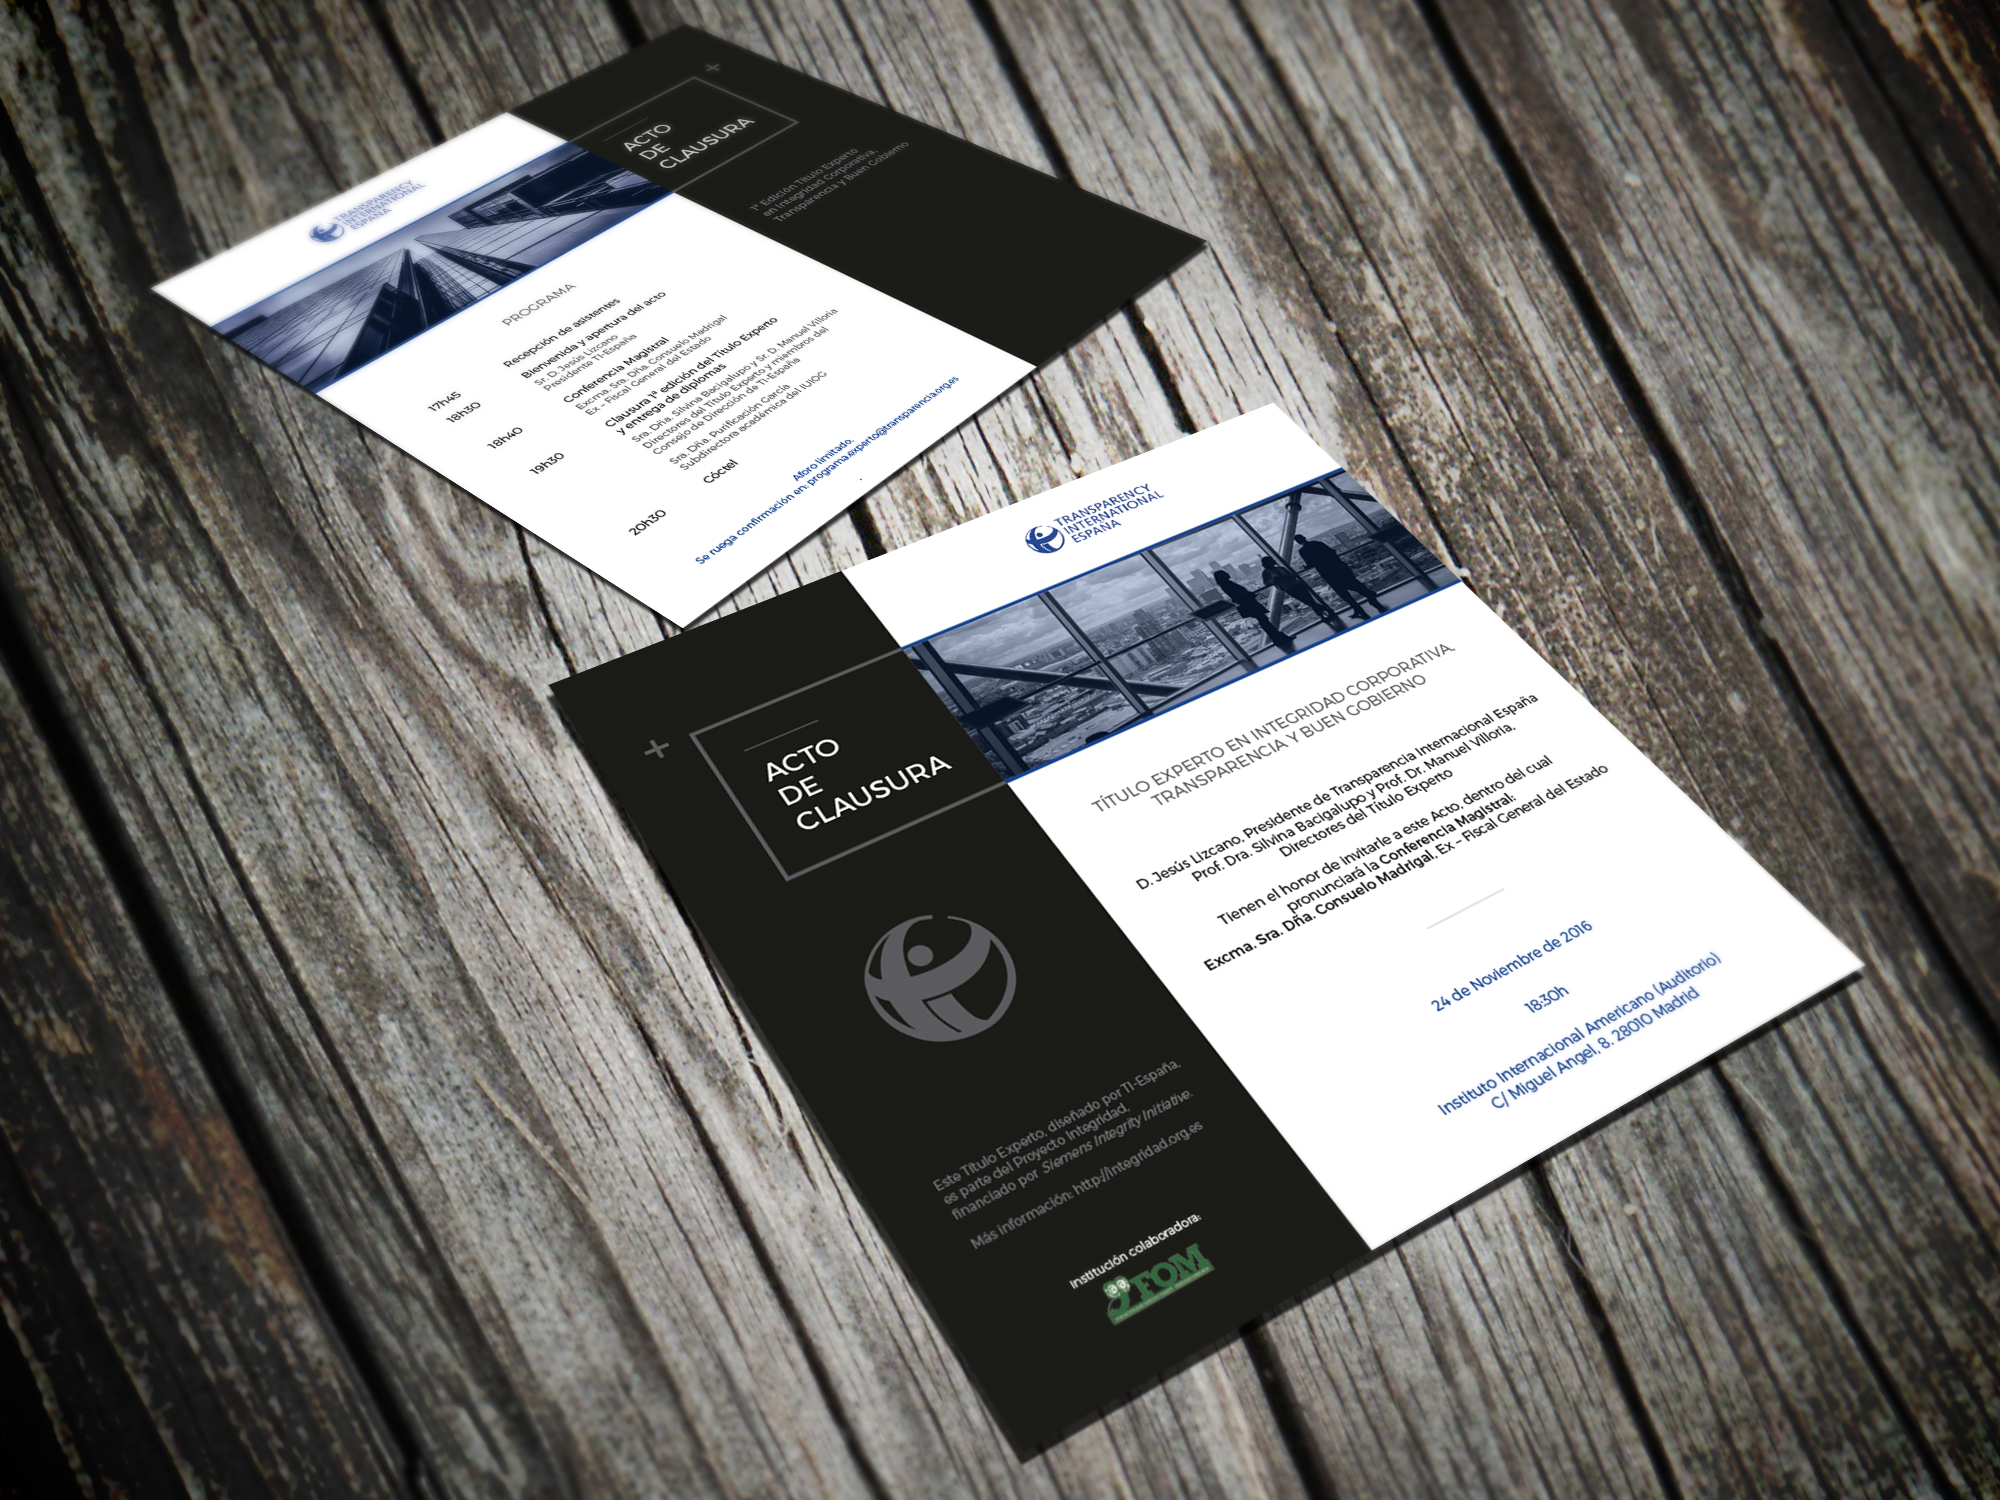 TRANSPARENCY
INTERNATIONAL
ESPAÑA
PROGRAMA
17h45
Recepción de asistentes
18h30
Bienvenida y apertura del acto
Sr. D. Jesús Lizcano
Presidente TI-España
18h40
Conferencia Magistral
Excma. Sra. Dña. Consuelo Madrigal
Ex - Fiscal General del Estado
19h30
Clausura 1ª edición del Título Experto
y entrega de diplomas
Sra. Dña. Silvina Bacigalupo y Sr. D. Manuel Villoria
Directores del Título Experto y miembros del
Consejo de Dirección de TI-España
Sra. Dña. Purificación García
Subdirectora académica del IUIOG
20h30
Cóctel
Aforo limitado.
Se ruega confirmación en: programa.experto@transparencia.org.es
+
ACTO
DE
CLAUSURA
1ª Edición Título Experto
en Integridad Corporativa,
Transparencia y Buen Gobierno
+
ACTO
DE
CLAUSURA
Este Título Experto, diseñado por TI-España,
es parte del Proyecto Integridad,
financiado por Siemens Integrity Initiative.
Más información: http://integridad.org.es
Institución colaboradora:
FOM
TRANSPARENCY
INTERNATIONAL
ESPAÑA
TÍTULO EXPERTO EN INTEGRIDAD CORPORATIVA,
TRANSPARENCIA Y BUEN GOBIERNO
D. Jesús Lizcano, Presidente de Transparencia Internacional España
Prof. Dra. Silvina Bacigalupo y Prof. Dr. Manuel Villoria,
Directores del Título Experto
Tienen el honor de invitarle a este Acto, dentro del cual
pronunciará la Conferencia Magistral:
Excma. Sra. Dña. Consuelo Madrigal, Ex - Fiscal General del Estado
24 de Noviembre de 2016
18:30h
Instituto Internacional Americano (Auditorio)
C/ Miguel Angel, 8. 28010 Madrid